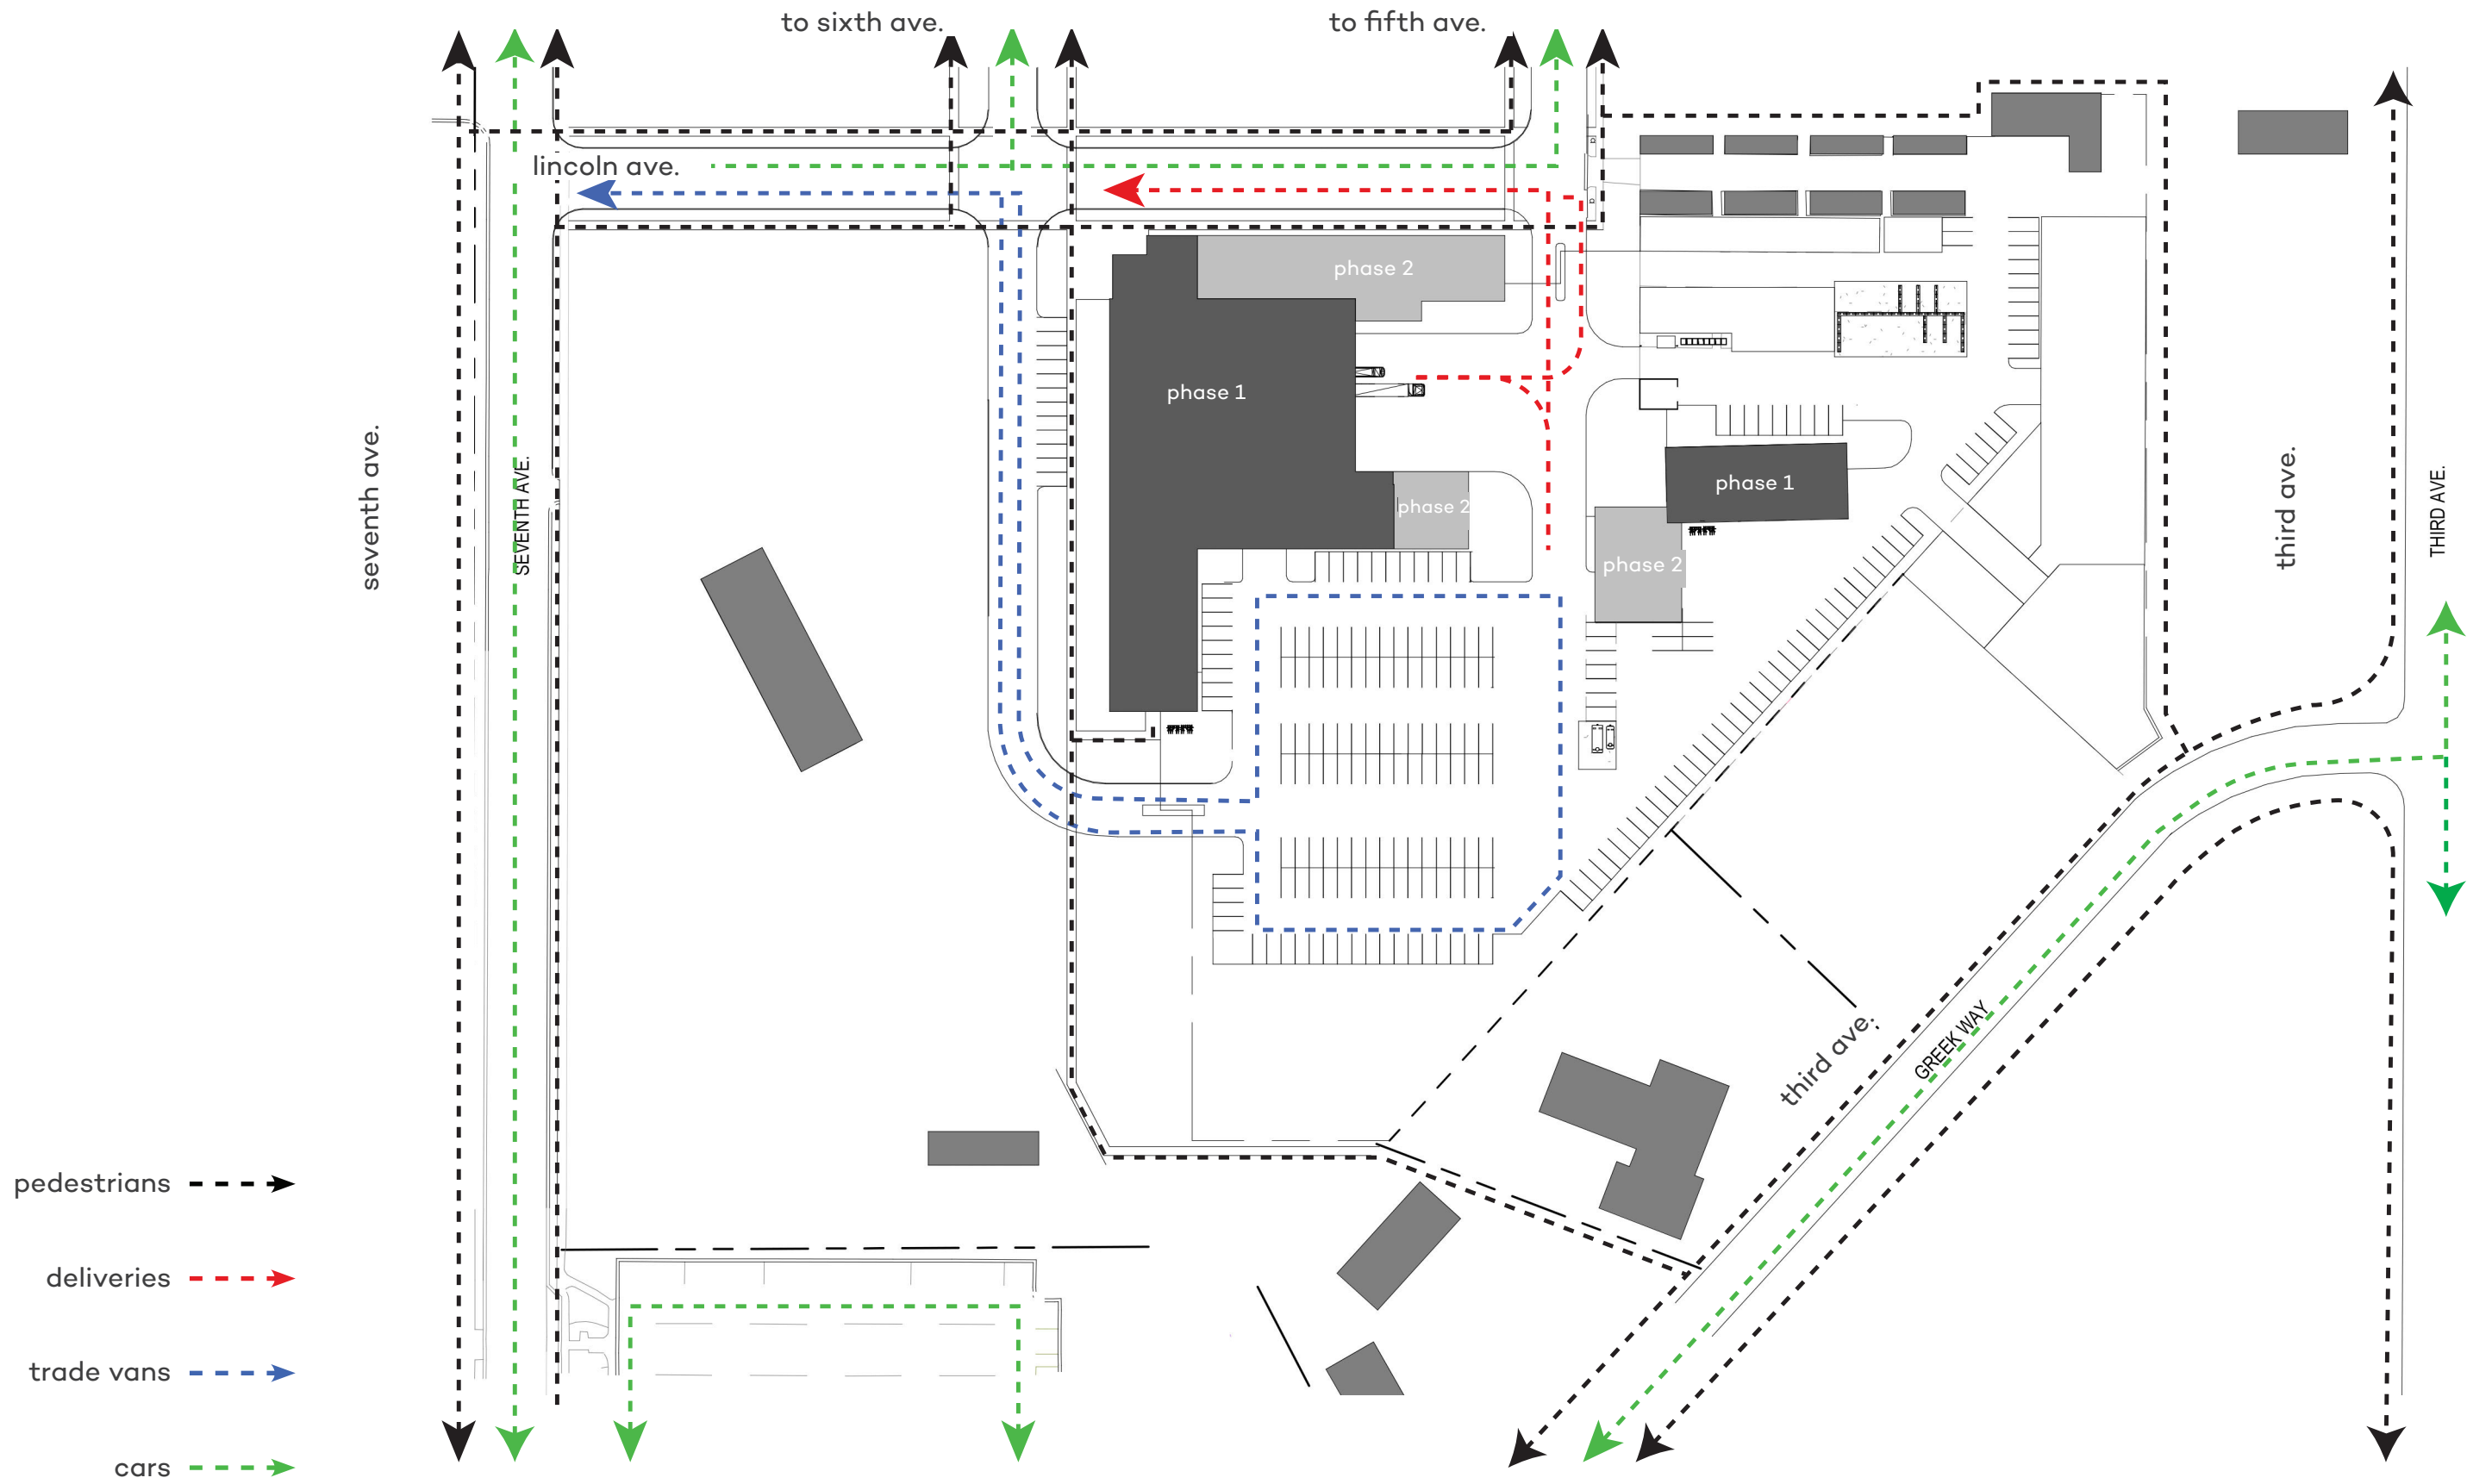 to sixth ave.
to fifth ave.
lincoln ave.
phase 2
phase 1
phase 2
phase 1
phase 2
seventh ave.
SEVENTH AVE.
third ave.
THIRD AVE.
third ave.
GREEK WAY
pedestrians
deliveries
trade vans
cars